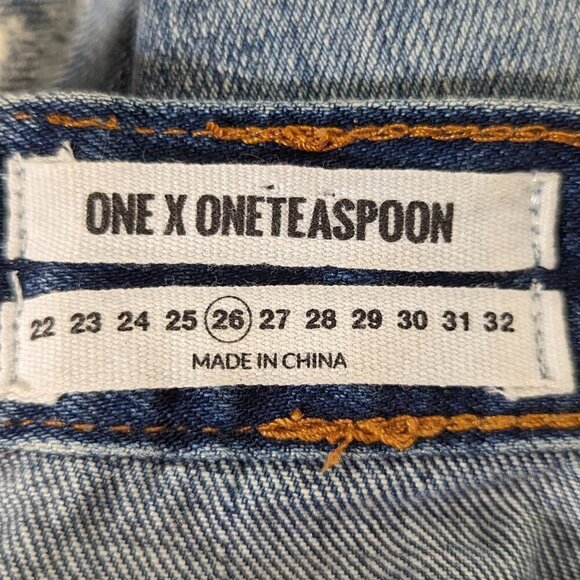 ONE X ONETEASPOON
22 23 24 25 26 27 28 29 30 31 32
MADE IN CHINA